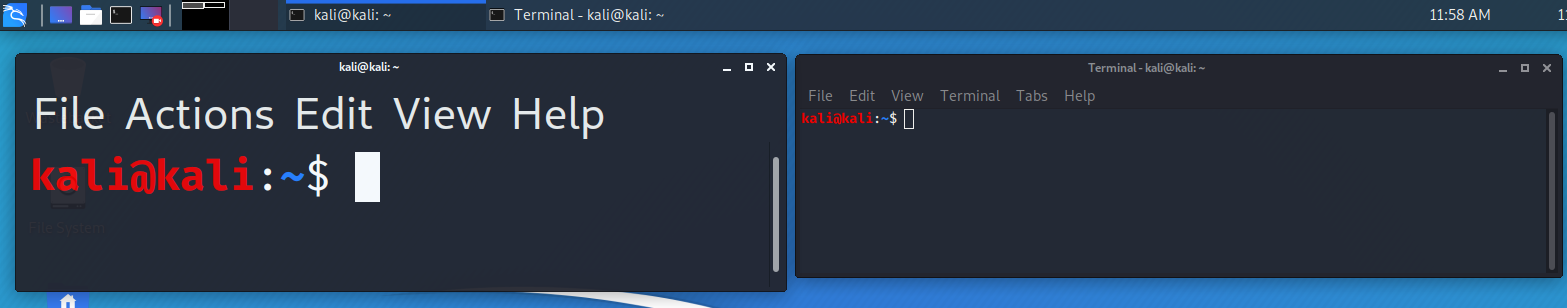 kali@kali: ~ Terminal - kali@kali: ~ 11:58 AM 11
kali@kali: ~
File Actions Edit View Help
kali@kali:~$
File System
Terminal - kali@kali: ~
File Edit View Terminal Tabs Help
kali@kali:~$